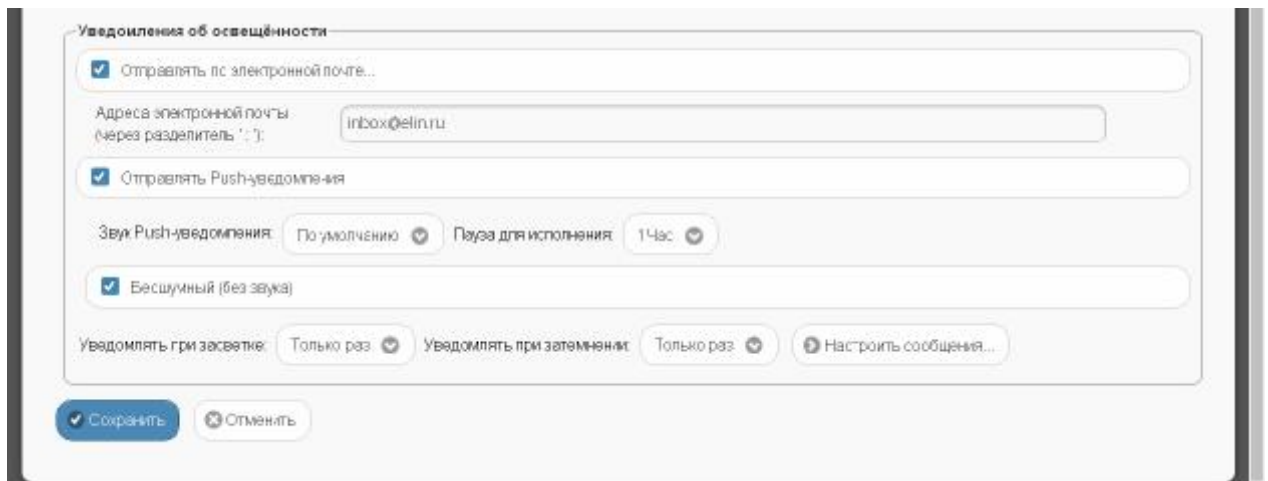 Уведомления об освещённости
Отправлять по электронной почте...
Адреса электронной почты
(через разделитель ' ; '):
inbox@elin.ru
Отправлять Push-уведомления
Звук Push-уведомления: По умолчанию Пауза для исполнения: 1 Час
Бесшумный (без звука)
Уведомлять при засветке: Только раз Уведомлять при затемнении: Только раз Настроить сообщения...
Сохранить Отменить